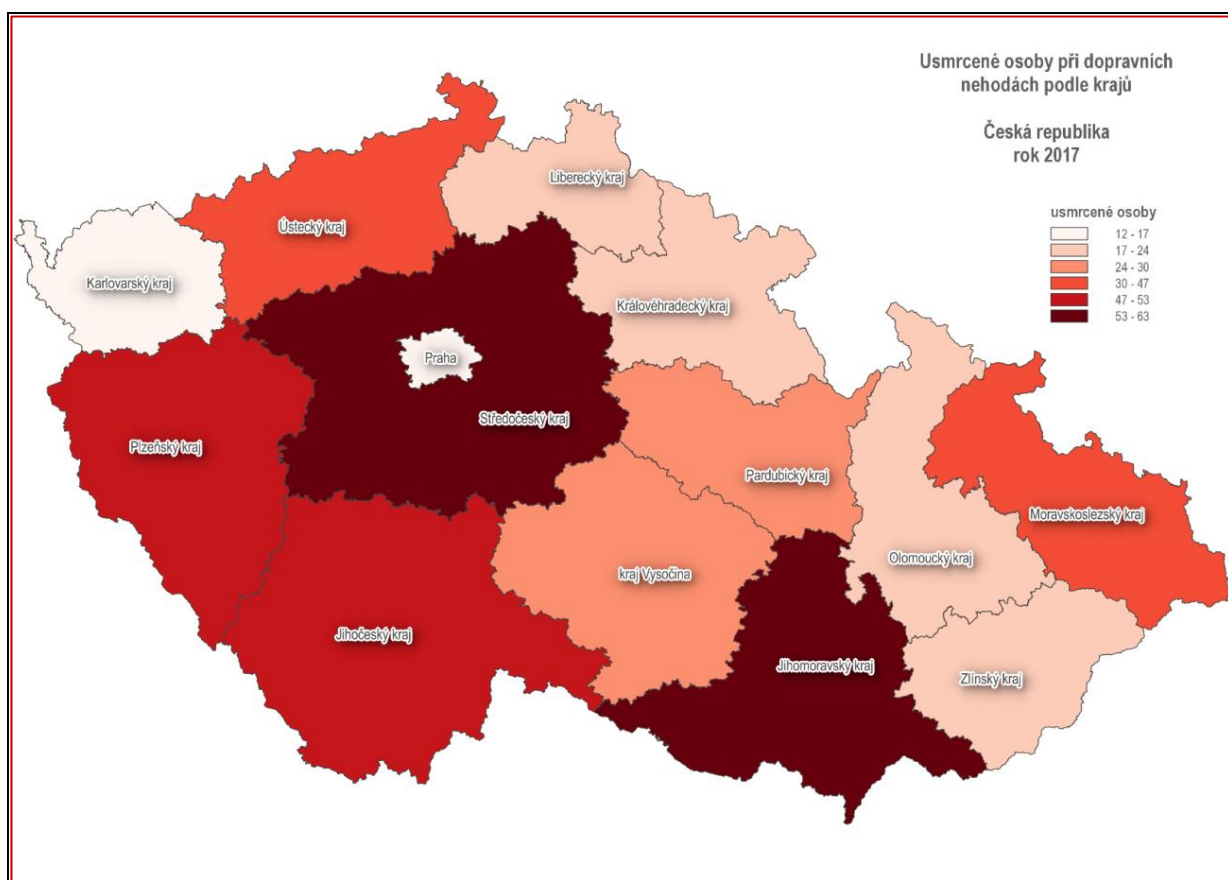 Usmrcené osoby při dopravních
nehodách podle krajů
Česká republika
rok 2017
usmrcené osoby
12 - 17
17 - 24
24 - 30
30 - 47
47 - 53
53 - 63
Liberecký kraj
Ústecký kraj
Karlovarský kraj
Královéhradecký kraj
Praha
Středočeský kraj
Plzeňský kraj
Pardubický kraj
Moravskoslezský kraj
Olomoucký kraj
kraj Vysočina
Jihočeský kraj
Jihomoravský kraj
Zlínský kraj